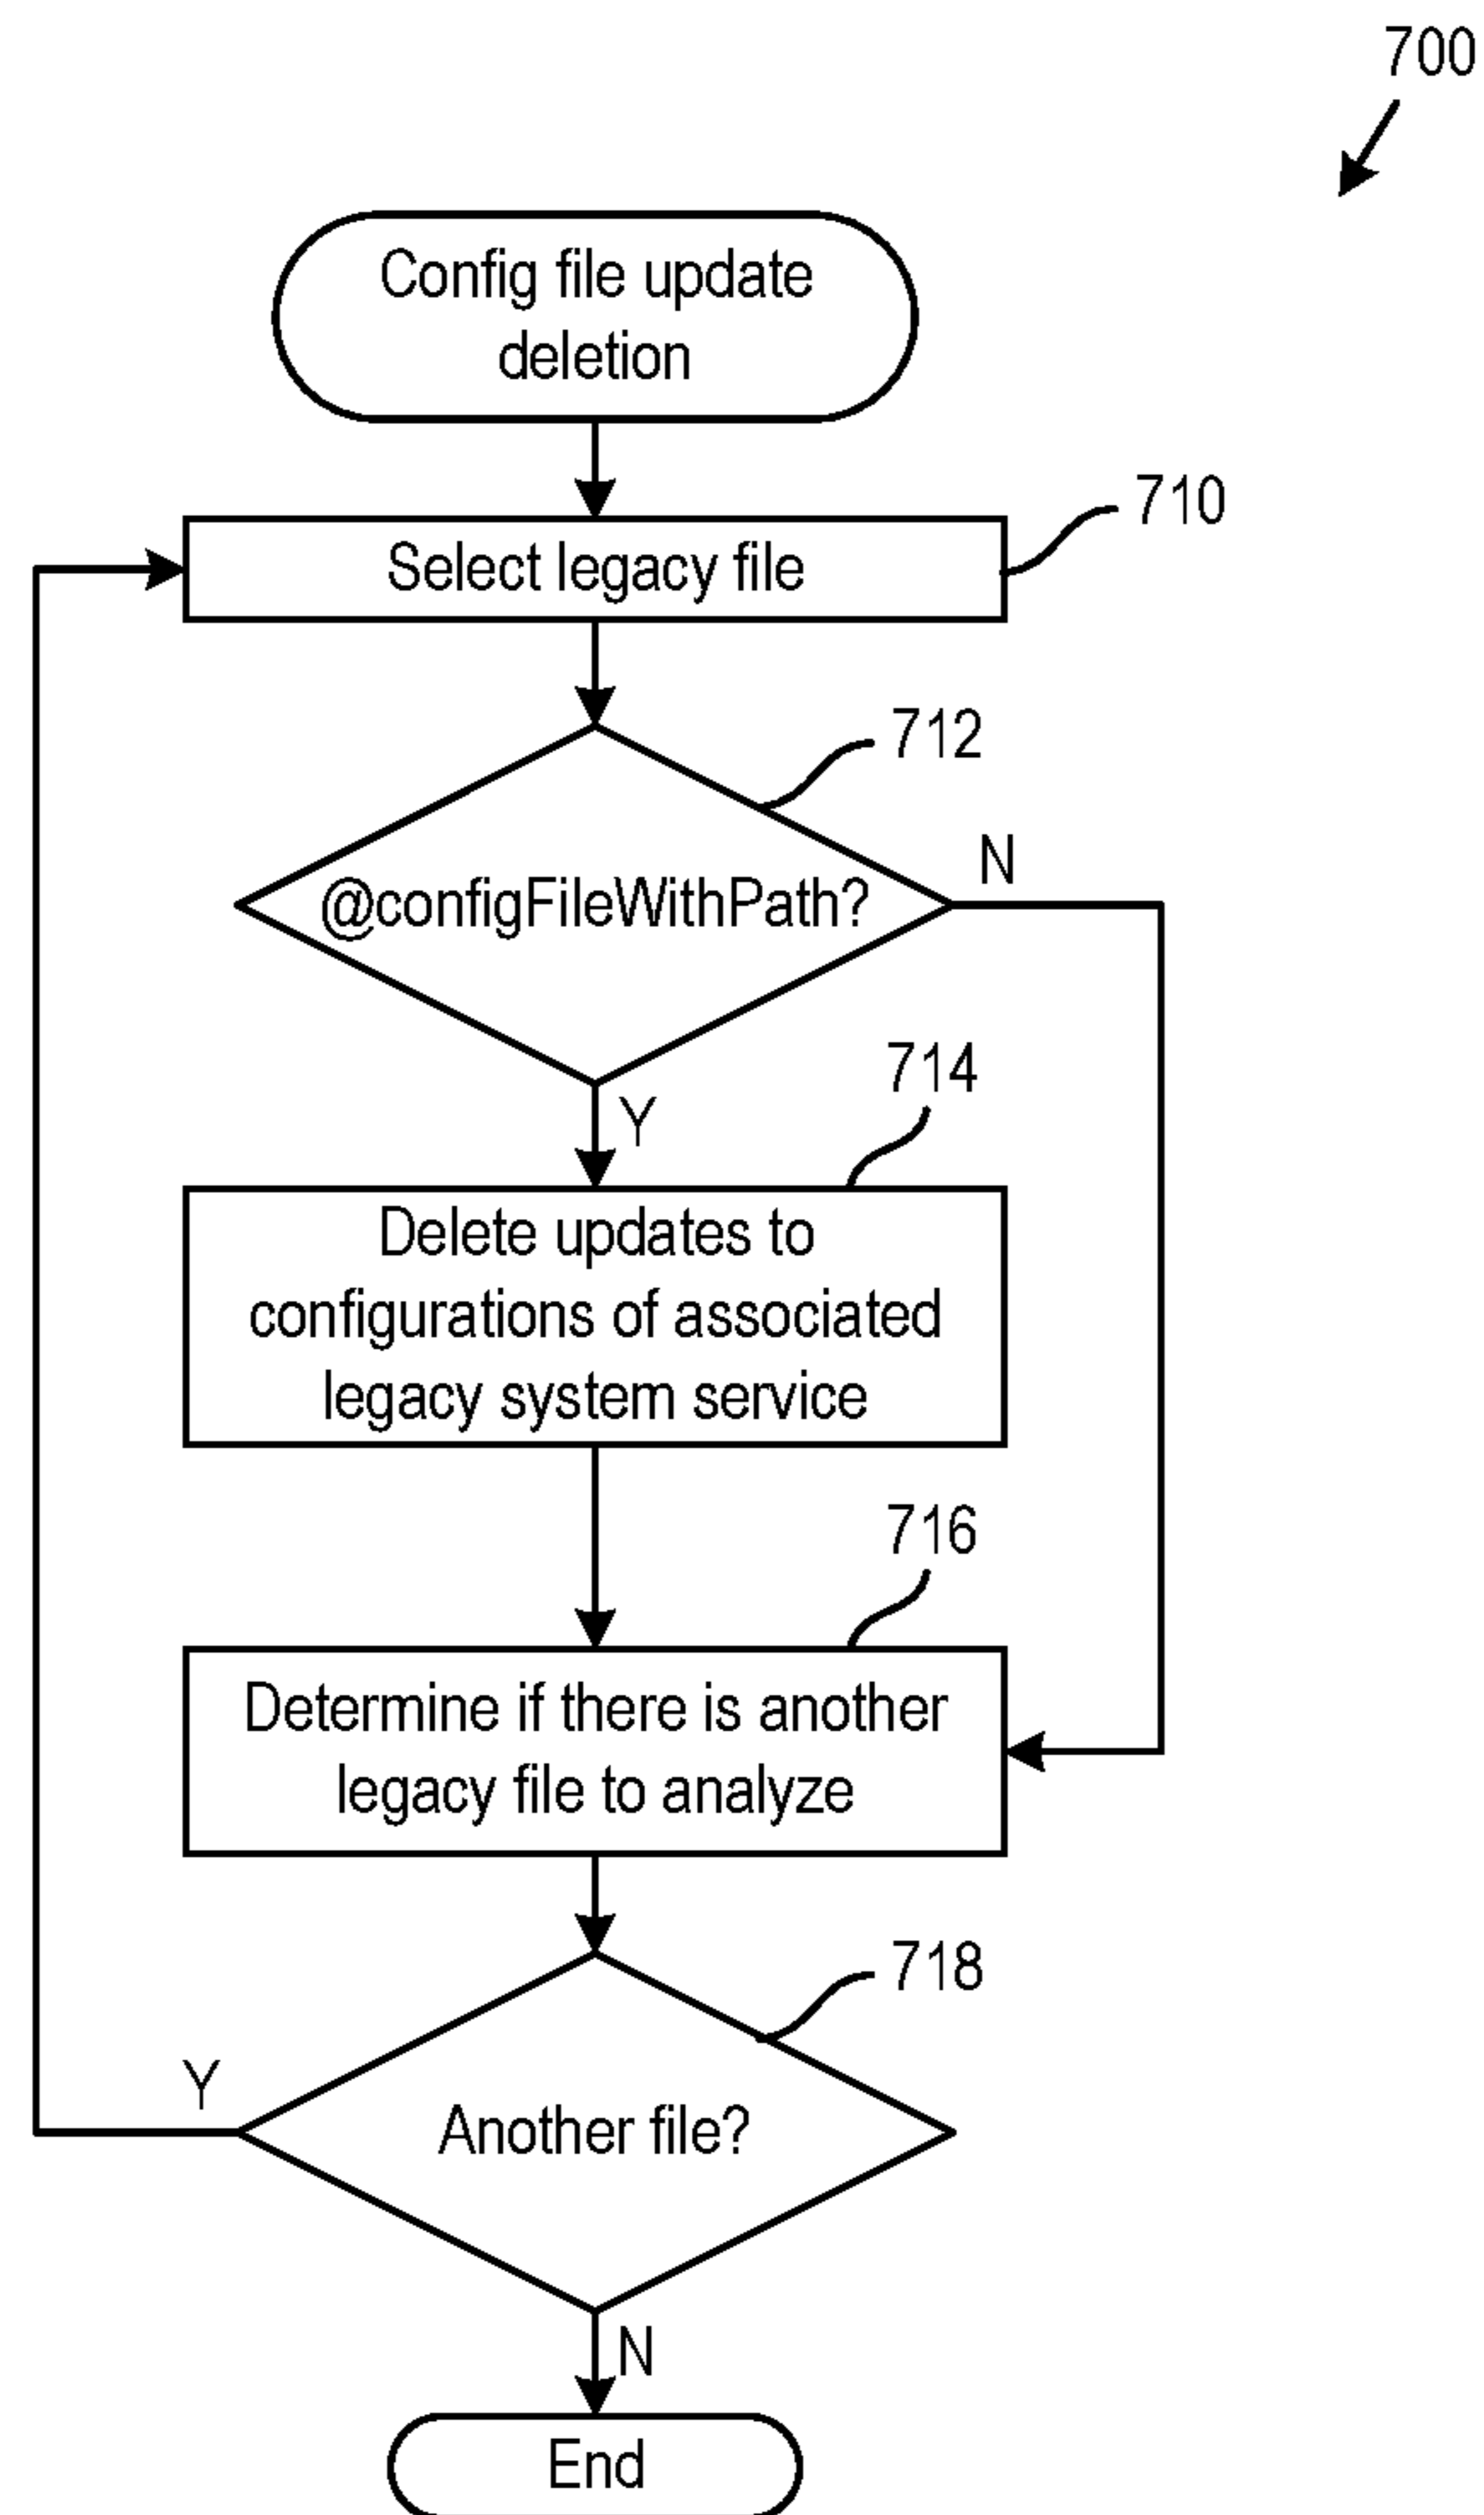 700
Config file update
deletion
710
Select legacy file
712
N
@configFileWithPath?
714
Y
Delete updates to
configurations of associated
legacy system service
716
Determine if there is another
legacy file to analyze
718
Y
Another file?
N
End